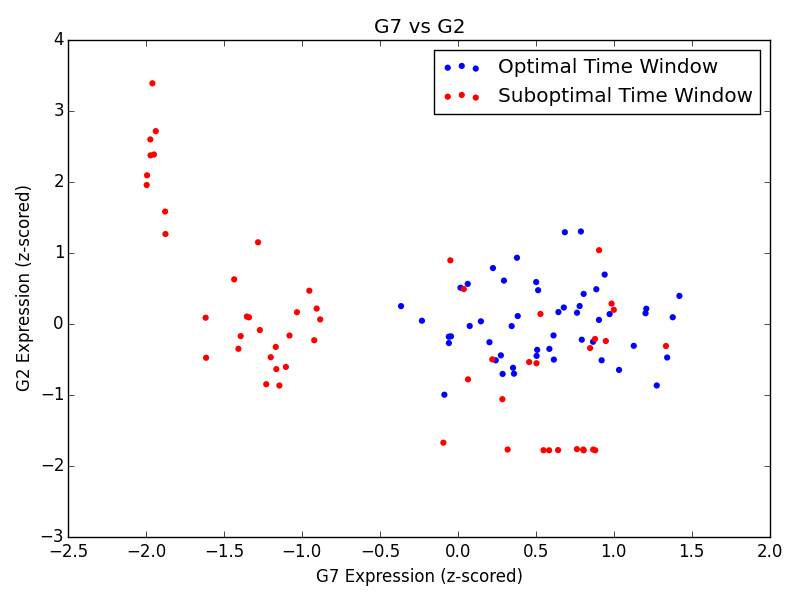 G7 vs G2
Optimal Time Window
Suboptimal Time Window
G2 Expression (z-scored)
4
3
2
1
0
−1
−2
−3
−2.5 −2.0 −1.5 −1.0 −0.5 0.0 0.5 1.0 1.5 2.0
G7 Expression (z-scored)